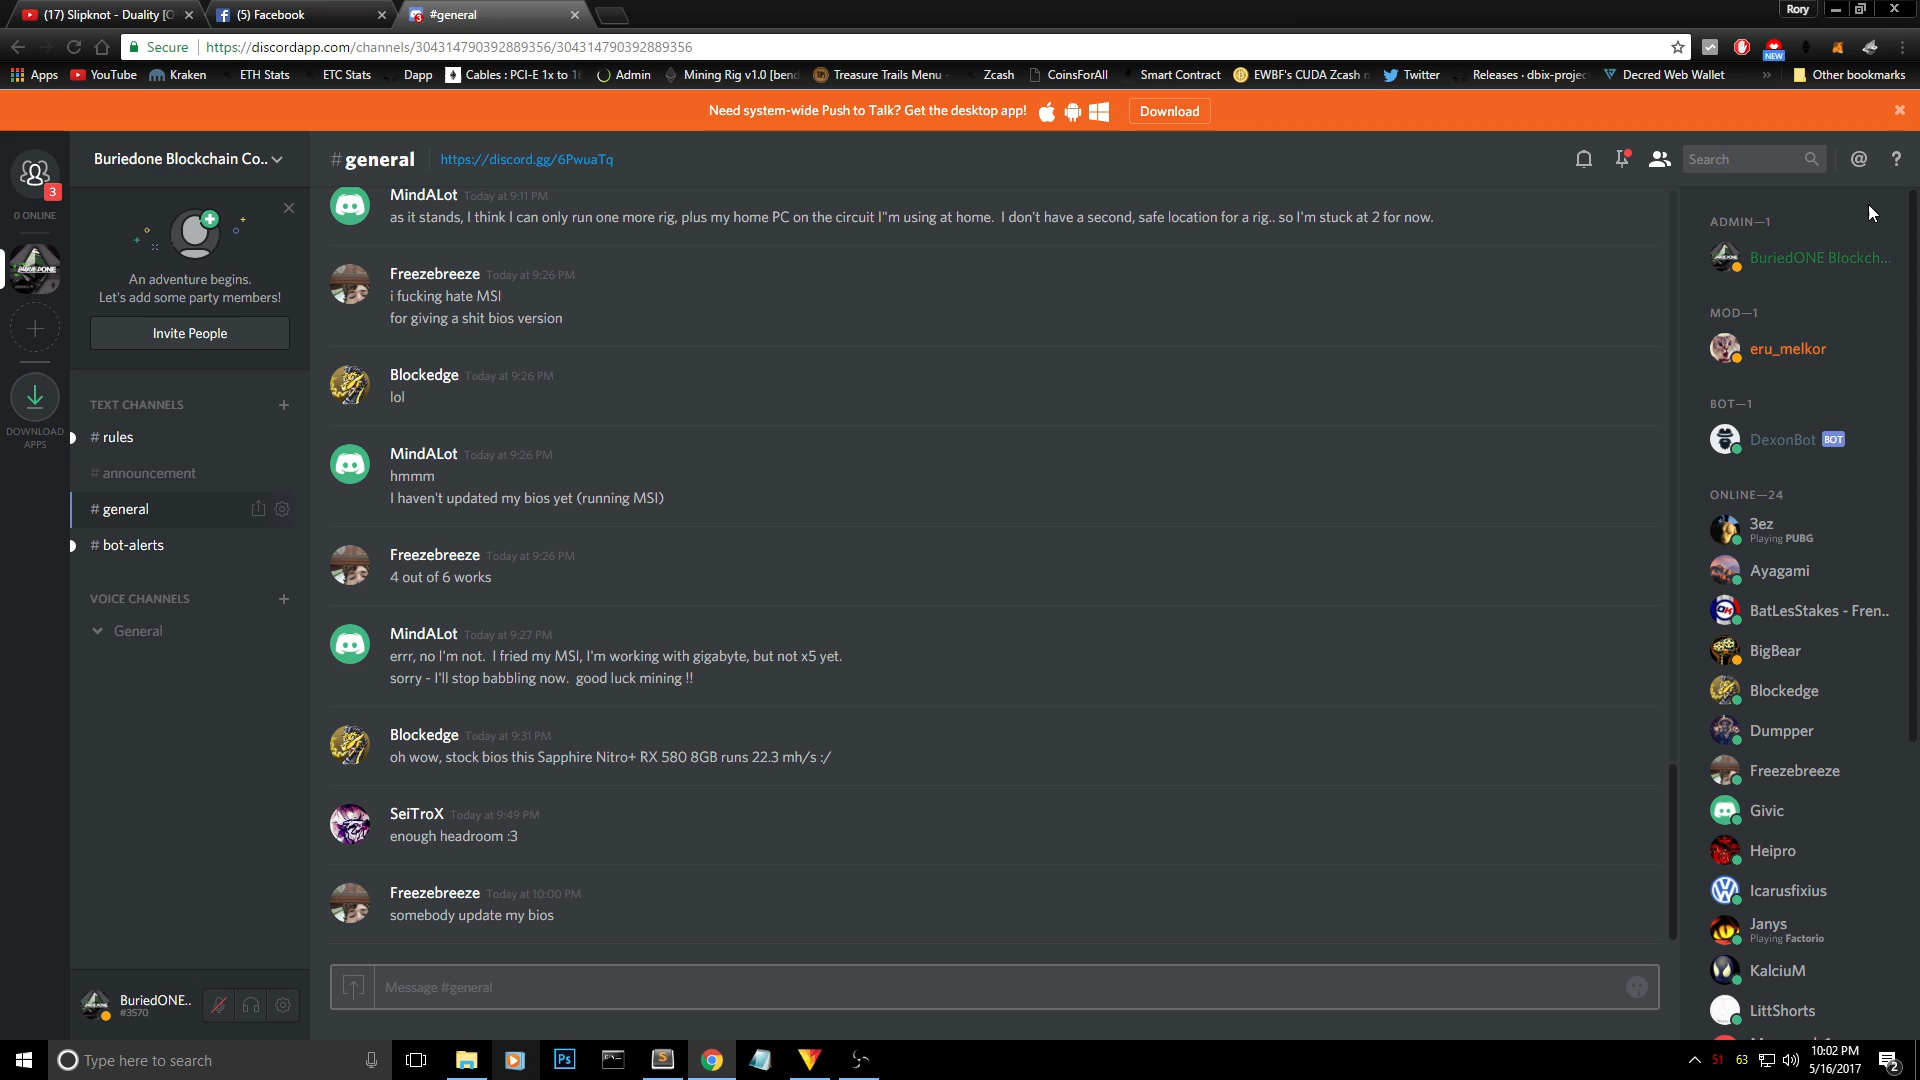 (17) Slipknot - Duality [O
(5) Facebook
#general
Rory
Secure
https://discordapp.com/channels/304314790392889356/304314790392889356
NEW
Apps
YouTube
Kraken
ETH Stats
ETC Stats
Dapp
Cables : PCI-E 1x to 1
Admin
Mining Rig v1.0 [bend
Treasure Trails Menu
Zcash
CoinsForAll
Smart Contract
EWBF's CUDA Zcash
Twitter
Releases · dbix-projec
Decred Web Wallet
»
Other bookmarks
Need system-wide Push to Talk? Get the desktop app!
Download
3
0 ONLINE
DOWNLOAD
APPS
Buriedone Blockchain Co..
An adventure begins.
Let's add some party members!
Invite People
TEXT CHANNELS
# rules
# announcement
# general
# bot-alerts
VOICE CHANNELS
General
BuriedONE..
#3570
#general
https://discord.gg/6PwuaTq
Search
@
?
MindALot Today at 9:11 PM
as it stands, I think I can only run one more rig, plus my home PC on the circuit I"m using at home. I don't have a second, safe location for a rig.. so I'm stuck at 2 for now.
Freezebreeze Today at 9:26 PM
i fucking hate MSI
for giving a shit bios version
Blockedge Today at 9:26 PM
lol
MindALot Today at 9:26 PM
hmmm
I haven't updated my bios yet (running MSI)
Freezebreeze Today at 9:26 PM
4 out of 6 works
MindALot Today at 9:27 PM
errr, no I'm not. I fried my MSI, I'm working with gigabyte, but not x5 yet.
sorry - I'll stop babbling now. good luck mining !!
Blockedge Today at 9:31 PM
oh wow, stock bios this Sapphire Nitro+ RX 580 8GB runs 22.3 mh/s :/
SeiTroX Today at 9:49 PM
enough headroom :3
Freezebreeze Today at 10:00 PM
somebody update my bios
Message #general
ADMIN—1
BuriedONE Blockch...
MOD—1
eru_melkor
BOT—1
DexonBot BOT
ONLINE—24
3ez
Playing PUBG
Ayagami
BatLesStakes - Fren..
BigBear
Blockedge
Dumpper
Freezebreeze
Givic
Heipro
Icarusfixius
Janys
Playing Factorio
KalciuM
LittShorts
Type here to search
Ps
51
63
10:02 PM
5/16/2017
2